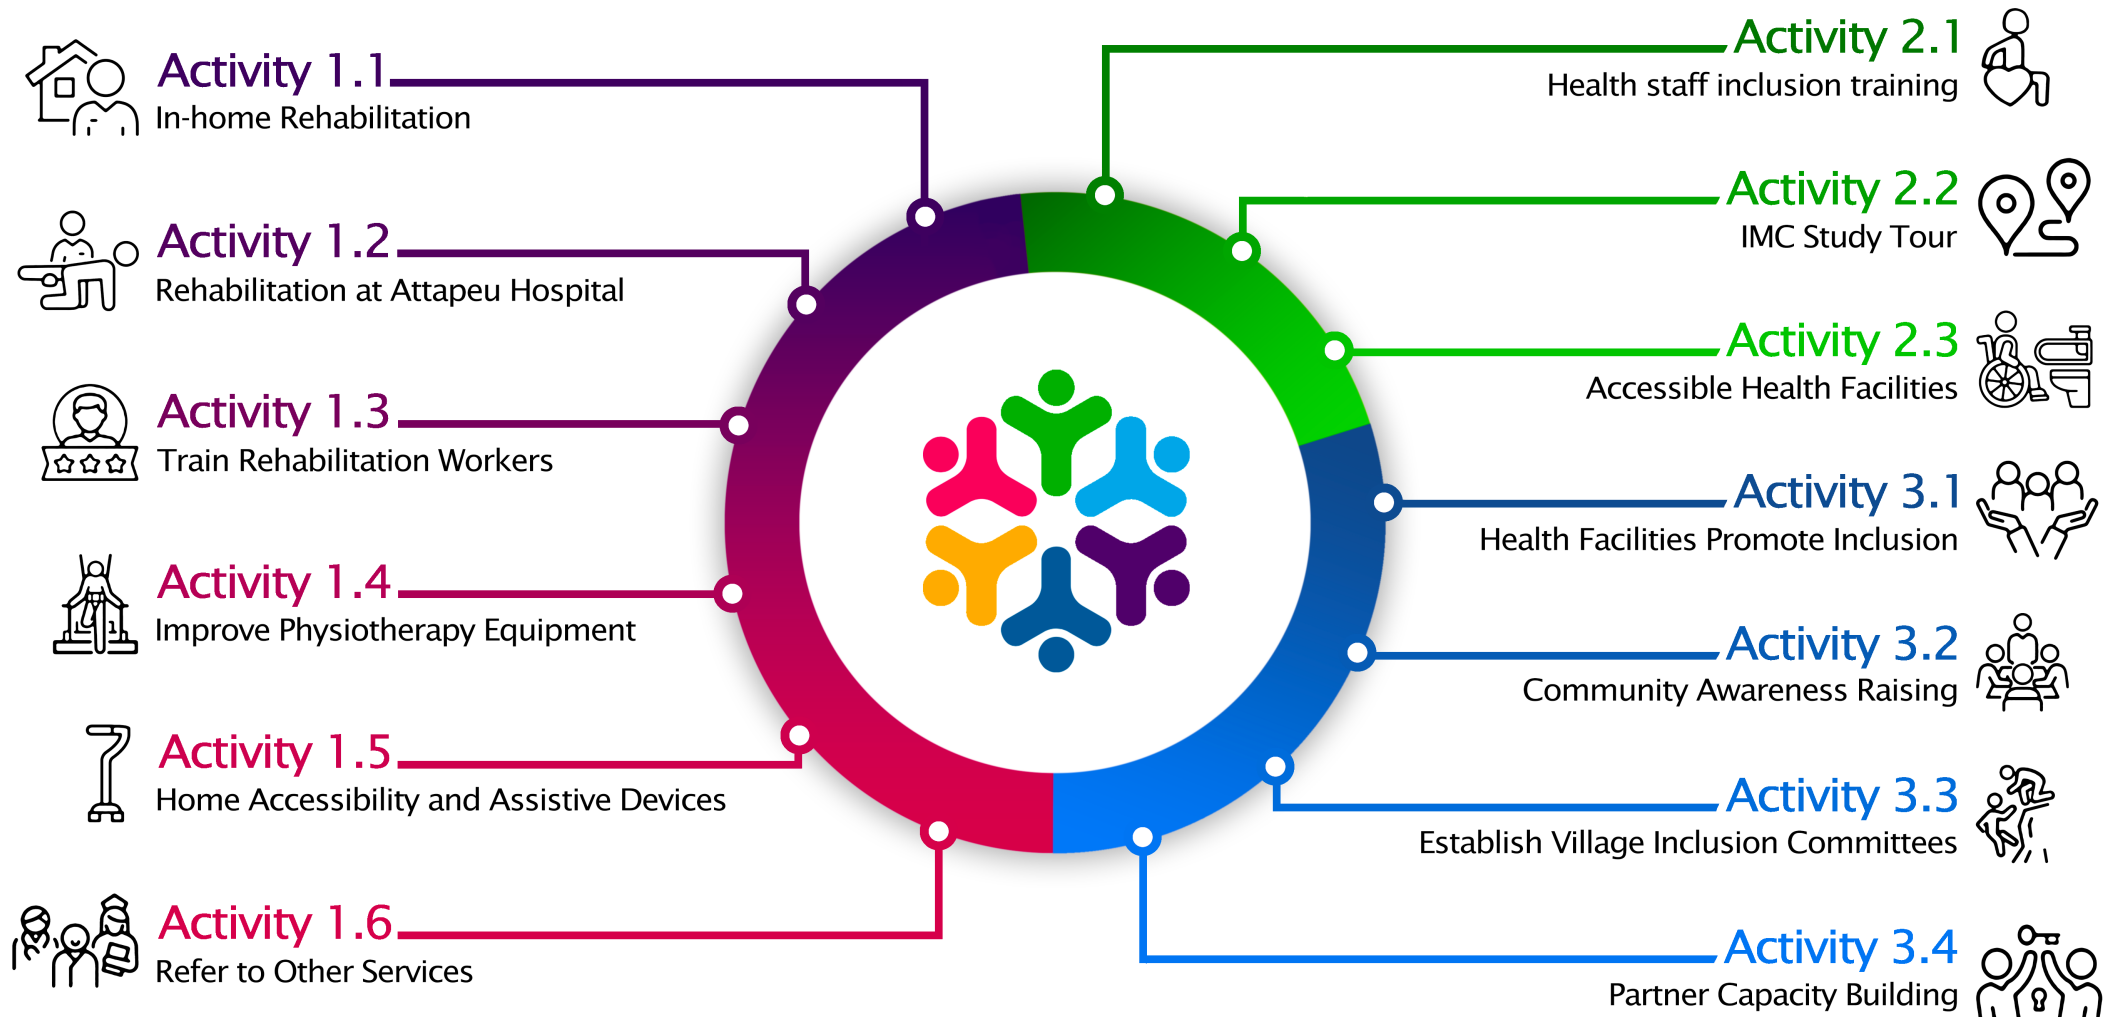 Activity 1.1
In-home Rehabilitation
Activity 1.2
Rehabilitation at Attapeu Hospital
Activity 1.3
Train Rehabilitation Workers
Activity 1.4
Improve Physiotherapy Equipment
Activity 1.5
Home Accessibility and Assistive Devices
Activity 1.6
Refer to Other Services
Activity 2.1
Health staff inclusion training
Activity 2.2
IMC Study Tour
Activity 2.3
Accessible Health Facilities
Activity 3.1
Health Facilities Promote Inclusion
Activity 3.2
Community Awareness Raising
Activity 3.3
Establish Village Inclusion Committees
Activity 3.4
Partner Capacity Building